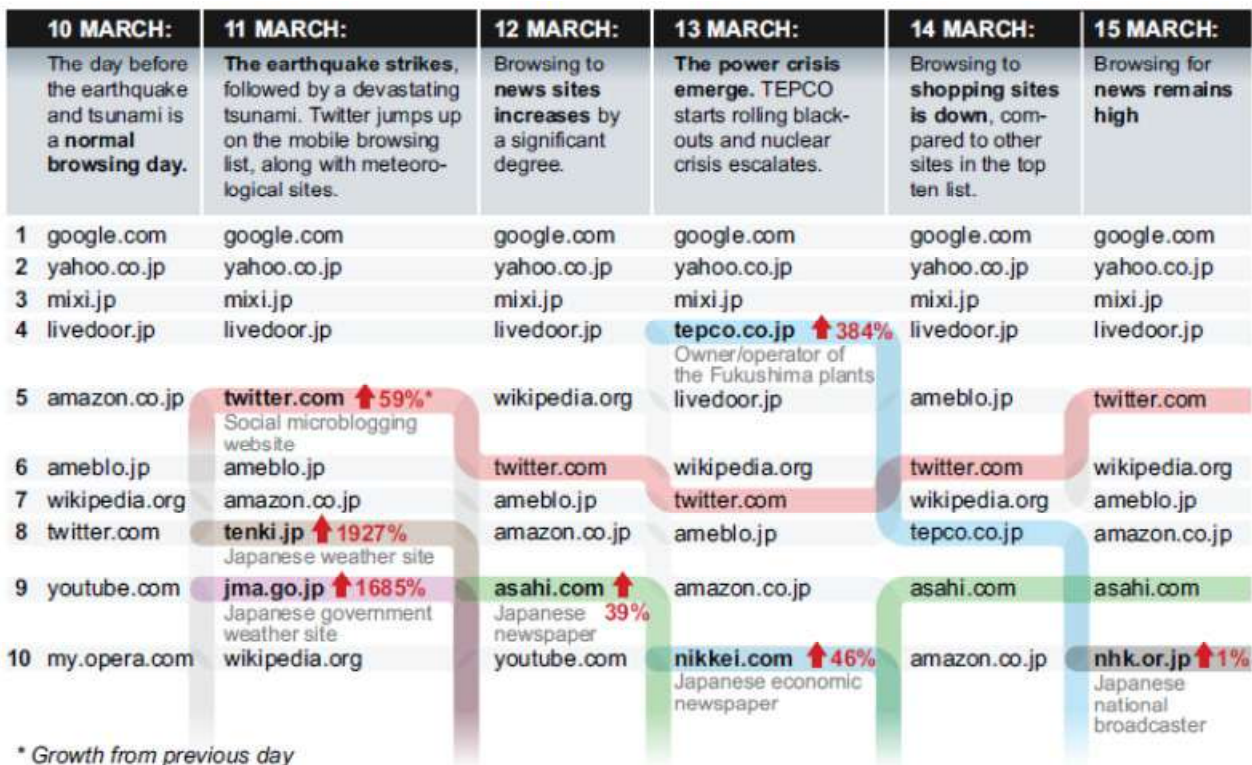 10 MARCH:
The day before
the earthquake
and tsunami is
a normal
browsing day.
11 MARCH:
The earthquake strikes,
followed by a devastating
tsunami. Twitter jumps up
on the mobile browsing
list, along with meteoro-
logical sites.
12 MARCH:
Browsing to
news sites
increases by
a significant
degree.
13 MARCH:
The power crisis
emerge. TEPCO
starts rolling black-
outs and nuclear
crisis escalates.
14 MARCH:
Browsing to
shopping sites
is down, com-
pared to other
sites in the top
ten list.
15 MARCH:
Browsing for
news remains
high
1 google.com google.com google.com google.com google.com google.com
2 yahoo.co.jp yahoo.co.jp yahoo.co.jp yahoo.co.jp yahoo.co.jp yahoo.co.jp
3 mixi.jp mixi.jp mixi.jp mixi.jp mixi.jp mixi.jp
4 livedoor.jp livedoor.jp livedoor.jp tepco.co.jp 384% livedoor.jp livedoor.jp
Owner/operator of
the Fukushima plants
5 amazon.co.jp twitter.com 59%* wikipedia.org livedoor.jp ameblo.jp twitter.com
Social microblogging
website
6 ameblo.jp ameblo.jp twitter.com wikipedia.org twitter.com wikipedia.org
7 wikipedia.org amazon.co.jp ameblo.jp twitter.com wikipedia.org ameblo.jp
8 twitter.com tenki.jp 1927% amazon.co.jp ameblo.jp tepco.co.jp amazon.co.jp
Japanese weather site
9 youtube.com jma.go.jp 1685% asahi.com 39% amazon.co.jp asahi.com asahi.com
Japanese government
weather site
Japanese
newspaper
10 my.opera.com wikipedia.org youtube.com nikkei.com 46% amazon.co.jp nhk.or.jp 1%
Japanese economic
newspaper
Japanese
national
broadcaster
* Growth from previous day